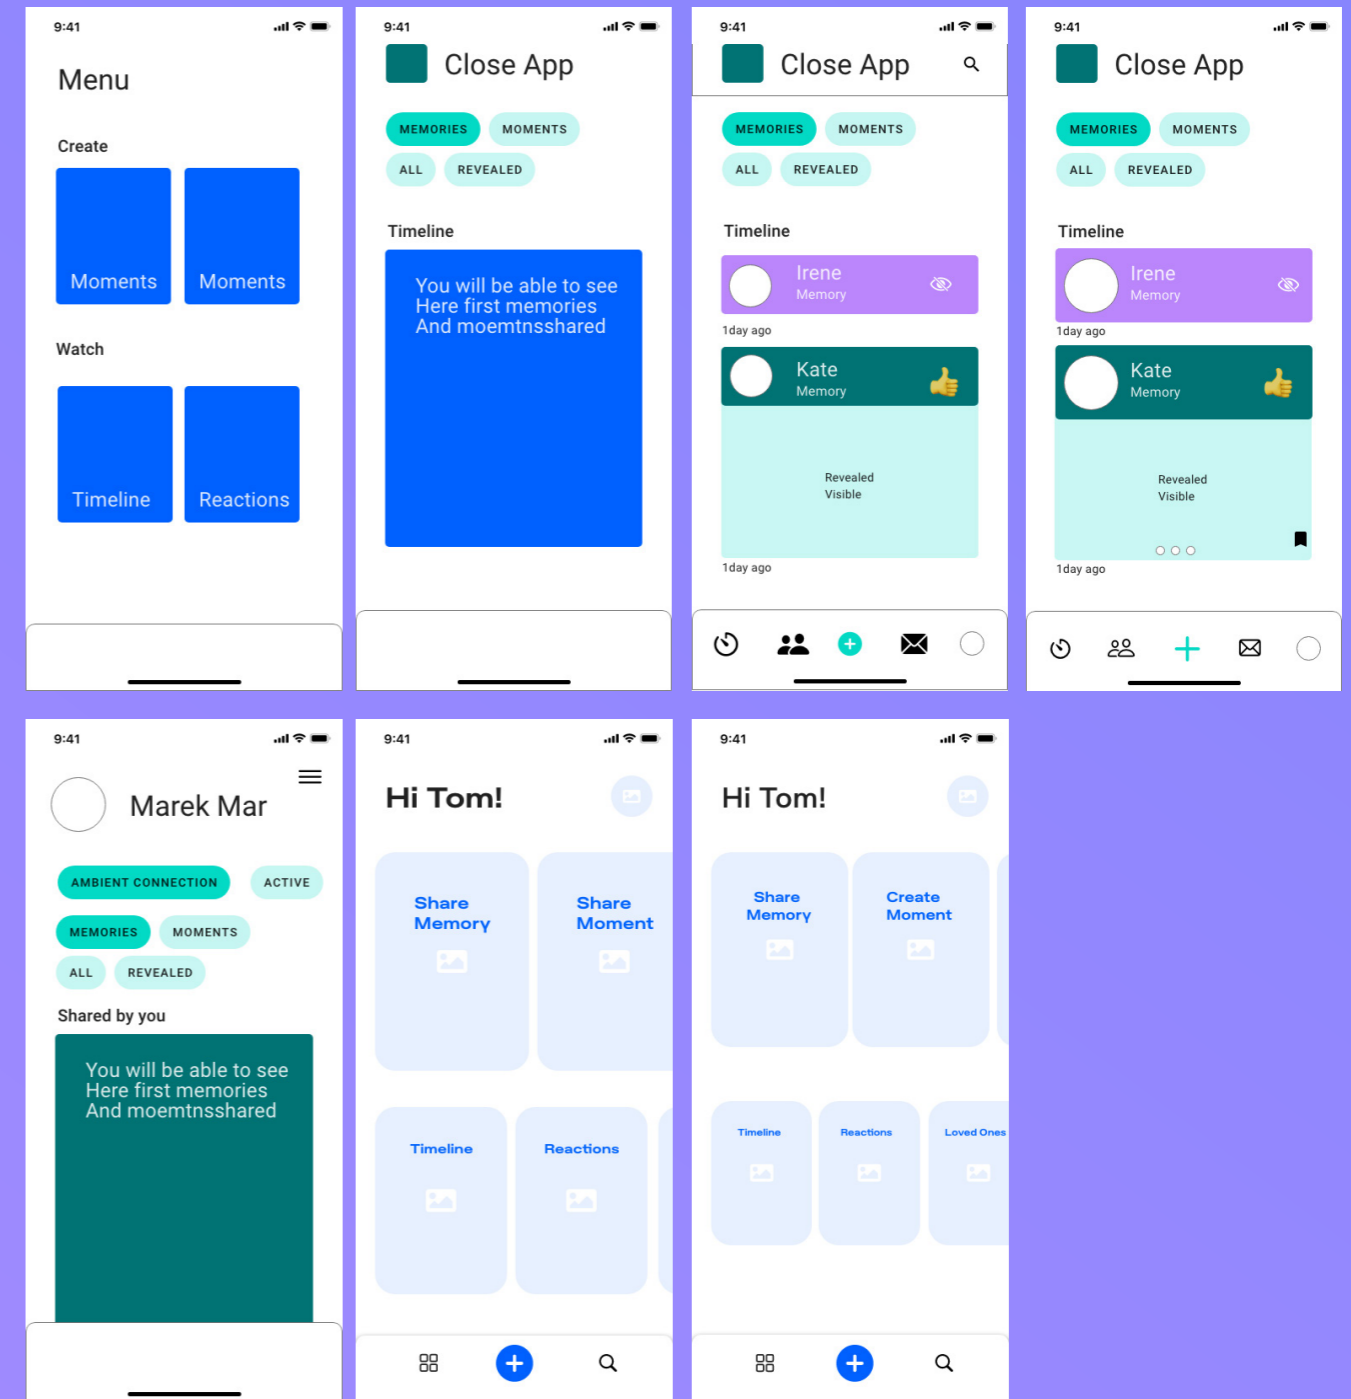 9:41
Menu
Create
Moments
Moments
Watch
Timeline
Reactions
9:41
Close App
MEMORIES
MOMENTS
ALL
REVEALED
Timeline
You will be able to see
Here first memories
And moemtnsshared
9:41
Close App
MEMORIES
MOMENTS
ALL
REVEALED
Timeline
Irene
Memory
1day ago
Kate
Memory
Revealed
Visible
1day ago
9:41
Close App
MEMORIES
MOMENTS
ALL
REVEALED
Timeline
Irene
Memory
1day ago
Kate
Memory
Revealed
Visible
1day ago
9:41
Marek Mar
AMBIENT CONNECTION
ACTIVE
MEMORIES
MOMENTS
ALL
REVEALED
Shared by you
You will be able to see
Here first memories
And moemtnsshared
9:41
Hi Tom!
Share
Memory
Share
Moment
Timeline
Reactions
9:41
Hi Tom!
Share
Memory
Create
Moment
Timeline
Reactions
Loved Ones